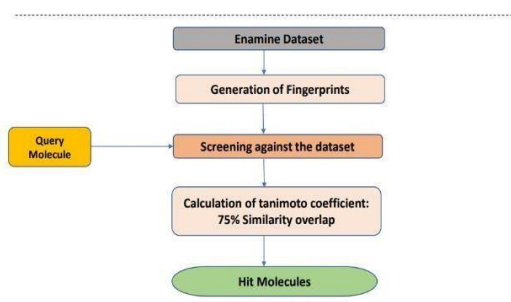 Enamine Dataset
Generation of Fingerprints
Query
Molecule
Screening against the dataset
Calculation of tanimoto coefficient:
75% Similarity overlap
Hit Molecules